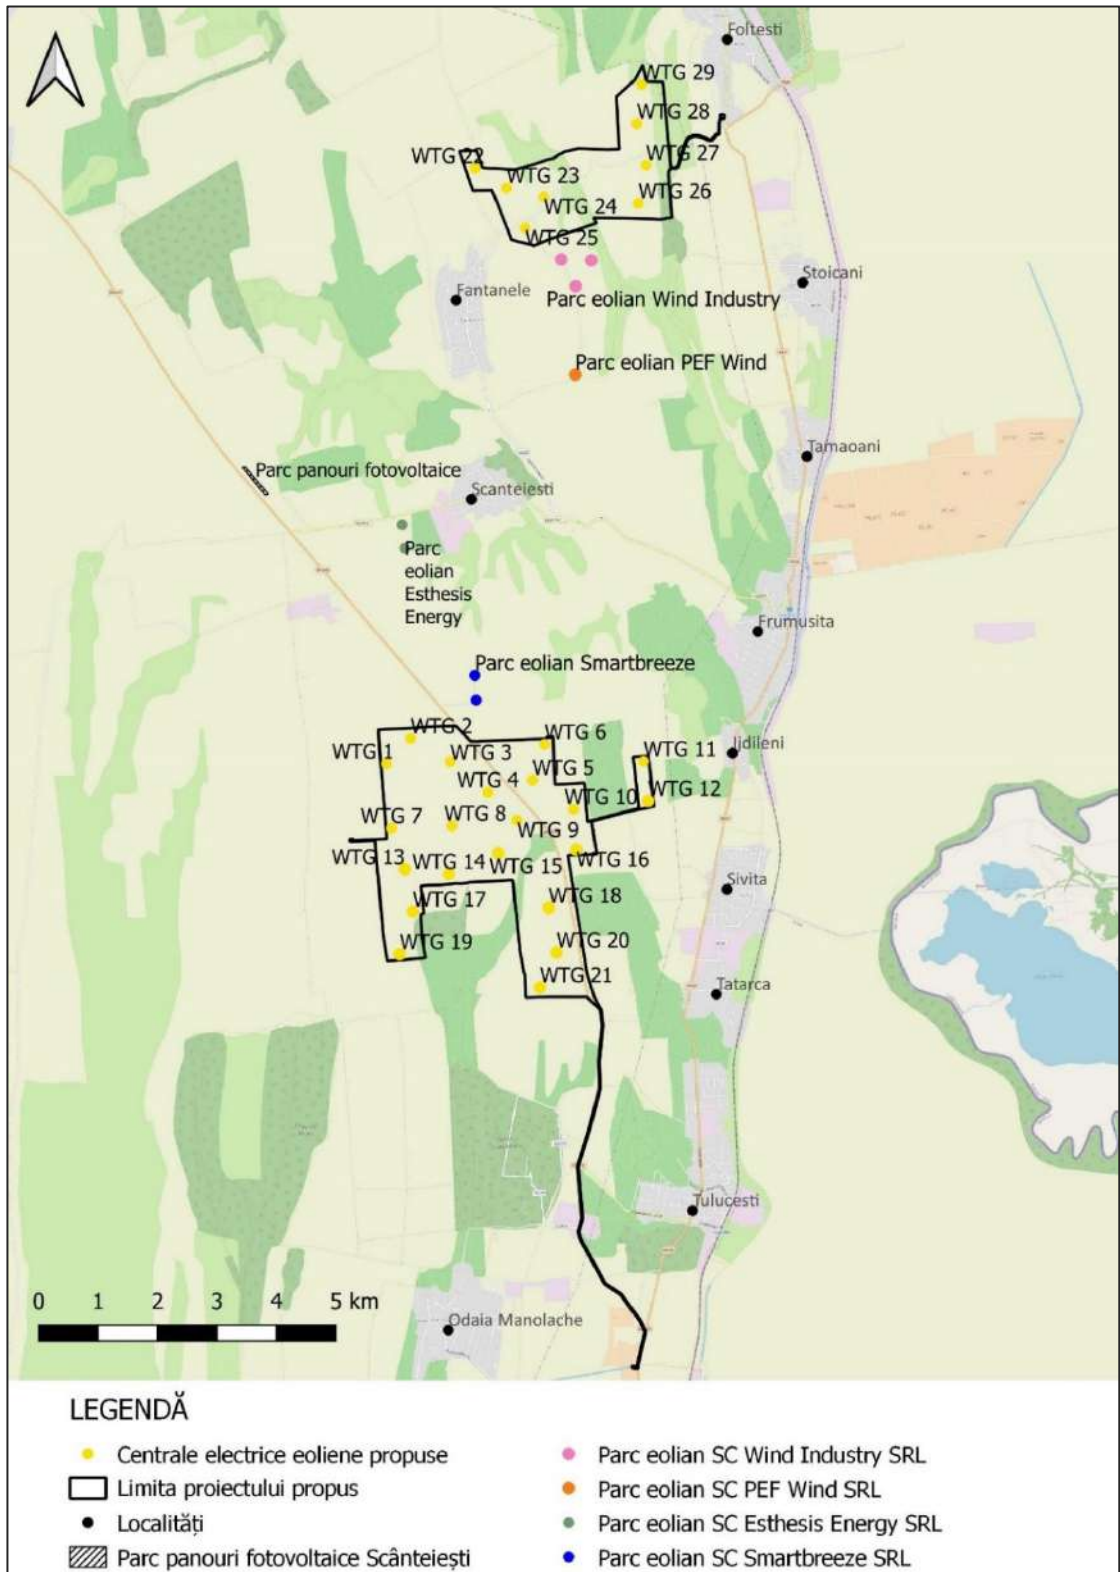 Foltesti
WTG 29
WTG 28
WTG 22
WTG 27
WTG 23
WTG 26
WTG 24
WTG 25
Stoicani
Fantanele
Parc eolian Wind Industry
Parc eolian PEF Wind
Tamaoani
Parc panouri fotovoltaice
Scanteiesti
Parc
eolian
Esthesis
Energy
Frumusita
Parc eolian Smartbreeze
WTG 2
WTG 6
WTG 1
WTG 3
WTG 11
Ijdileni
WTG 4
WTG 5
WTG 10
WTG 12
WTG 7
WTG 8
WTG 9
WTG 13
WTG 14
WTG 15
WTG 16
Sivita
WTG 17
WTG 18
WTG 19
WTG 20
WTG 21
Tatarca
Tulucesti
0 1 2 3 4 5 km
Odaia Manolache
LEGENDĂ
Centrale electrice eoliene propuse
Limita proiectului propus
Localități
Parc panouri fotovoltaice Scânteiești
Parc eolian SC Wind Industry SRL
Parc eolian SC PEF Wind SRL
Parc eolian SC Esthesis Energy SRL
Parc eolian SC Smartbreeze SRL